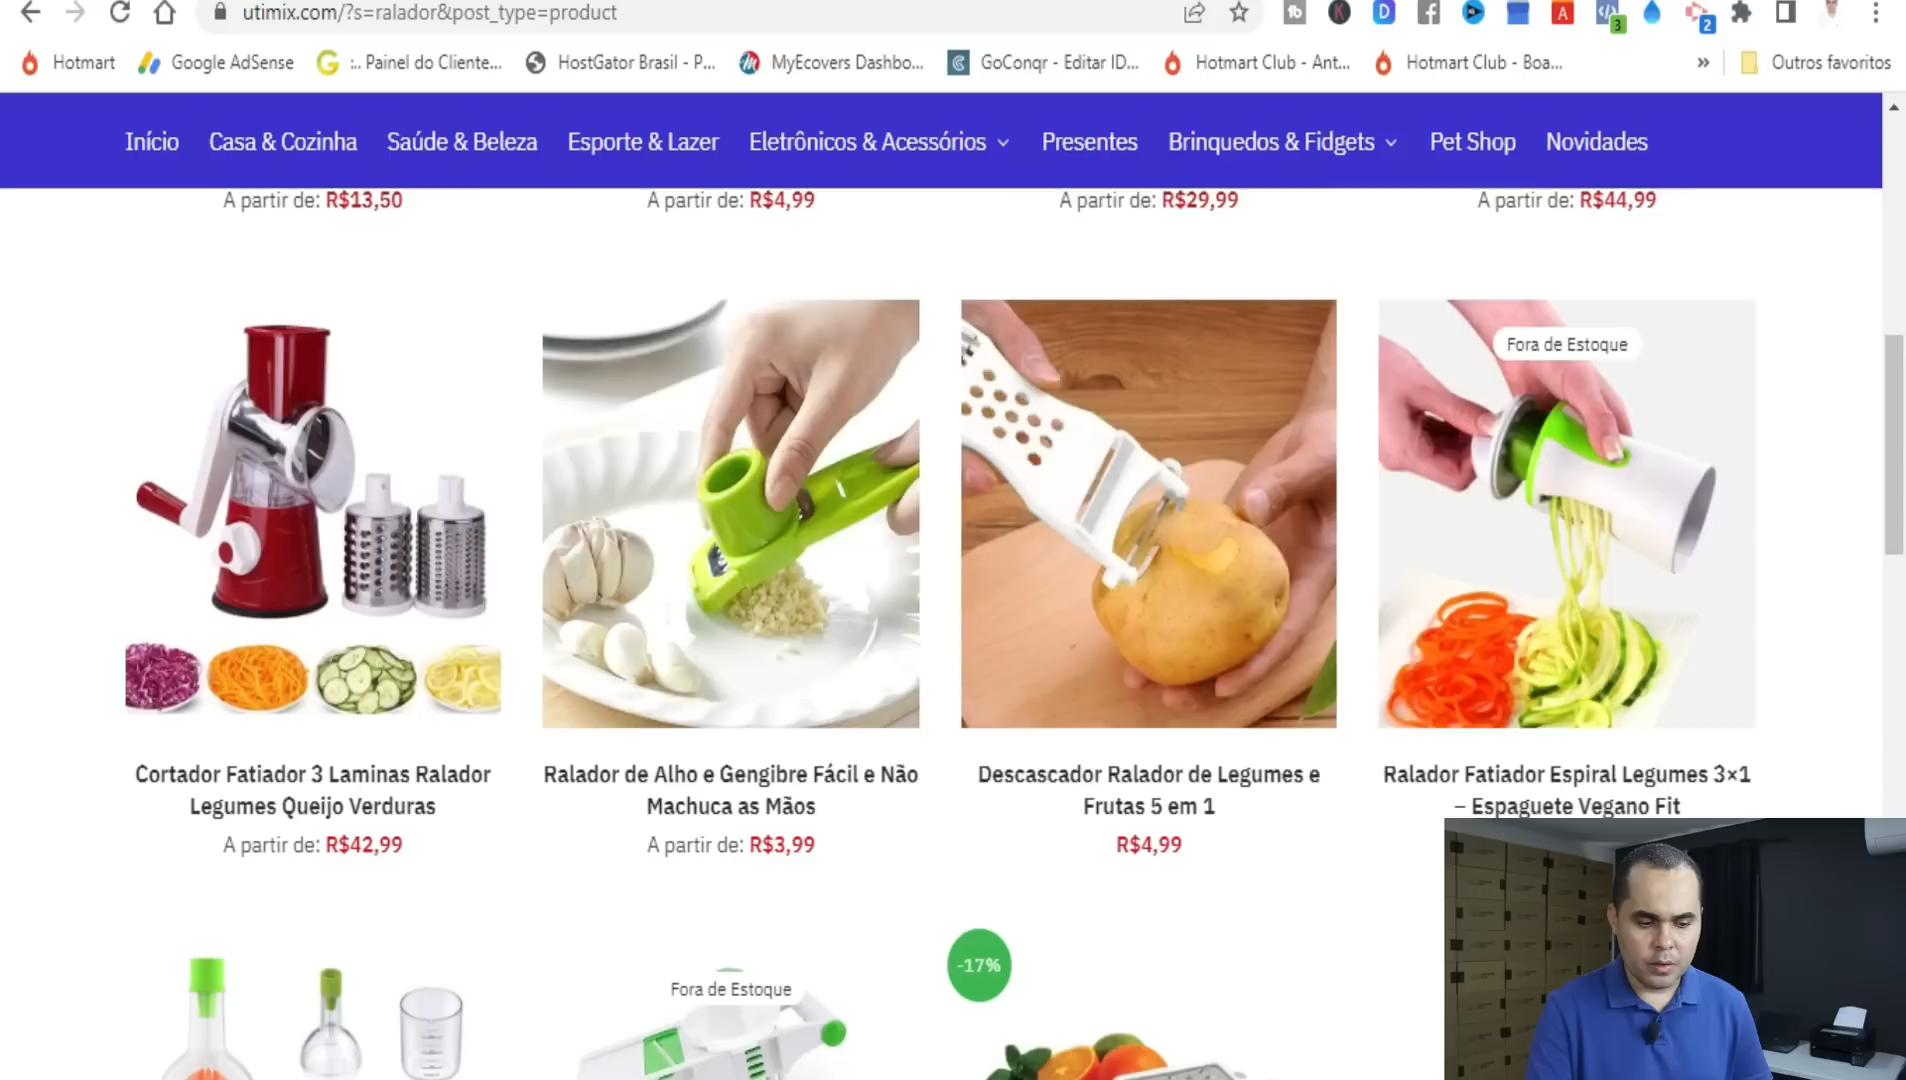 utimix.com/?s=ralador&post_type=product
3
2
Hotmart
Google AdSense
:.. Painel do Cliente...
HostGator Brasil - P...
MyEcovers Dashbo...
GoConqr - Editar ID...
Hotmart Club - Ant...
Hotmart Club - Boa...
»
Outros favoritos
Início
Casa & Cozinha
Saúde & Beleza
Esporte & Lazer
Eletrônicos & Acessórios
Presentes
Brinquedos & Fidgets
Pet Shop
Novidades
A partir de: R$13,50
A partir de: R$4,99
A partir de: R$29,99
A partir de: R$44,99
Fora de Estoque
Cortador Fatiador 3 Laminas Ralador
Legumes Queijo Verduras
A partir de: R$42,99
Ralador de Alho e Gengibre Fácil e Não
Machuca as Mãos
A partir de: R$3,99
Descascador Ralador de Legumes e
Frutas 5 em 1
R$4,99
Ralador Fatiador Espiral Legumes 3×1
– Espaguete Vegano Fit
Fora de Estoque
-17%